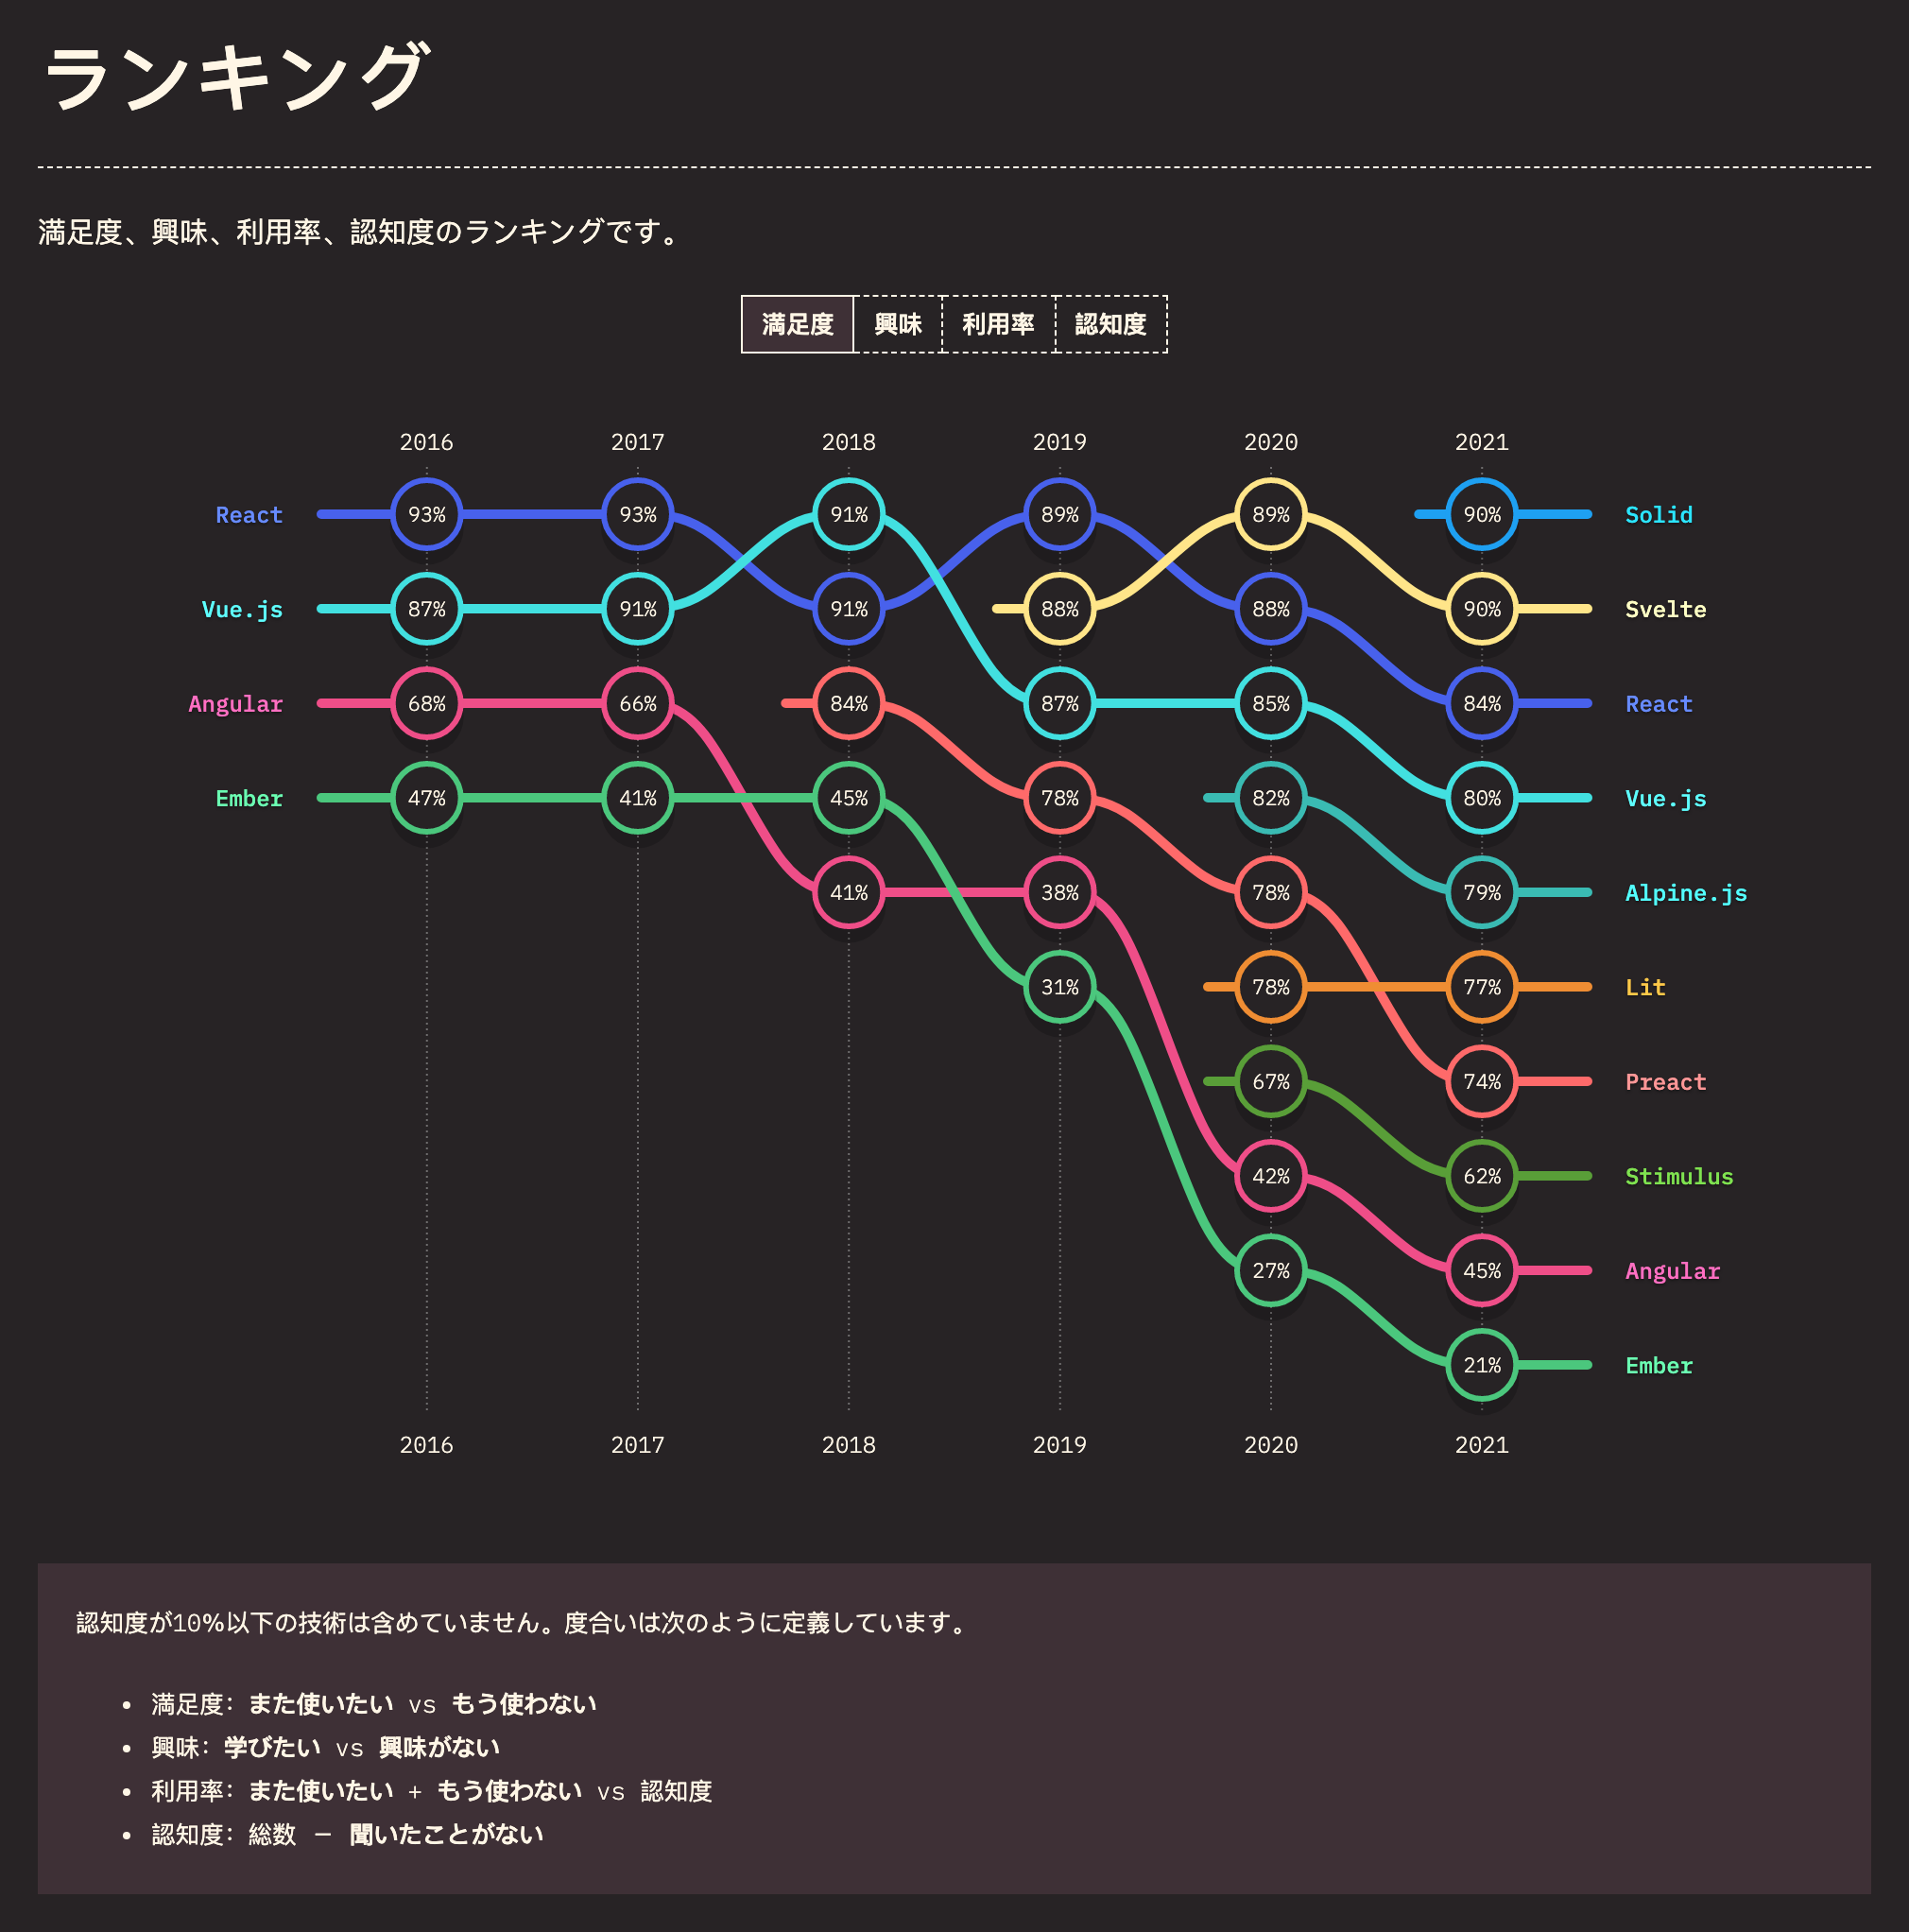 ランキング
満足度、興味、利用率、認知度のランキングです。
満足度 興味 利用率 認知度
2016 2017 2018 2019 2020 2021
React 93% 93% 91% 89% 89% 90% Solid
Vue.js 87% 91% 91% 88% 88% 90% Svelte
Angular 68% 66% 84% 87% 85% 84% React
Ember 47% 41% 45% 78% 82% 80% Vue.js
41% 38% 78% 79% Alpine.js
31% 78% 77% Lit
67% 74% Preact
42% 62% Stimulus
27% 45% Angular
21% Ember
2016 2017 2018 2019 2020 2021
認知度が10%以下の技術は含めていません。度合いは次のように定義しています。
• 満足度: また使いたい vs もう使わない
• 興味: 学びたい vs 興味がない
• 利用率: また使いたい + もう使わない vs 認知度
• 認知度: 総数 − 聞いたことがない